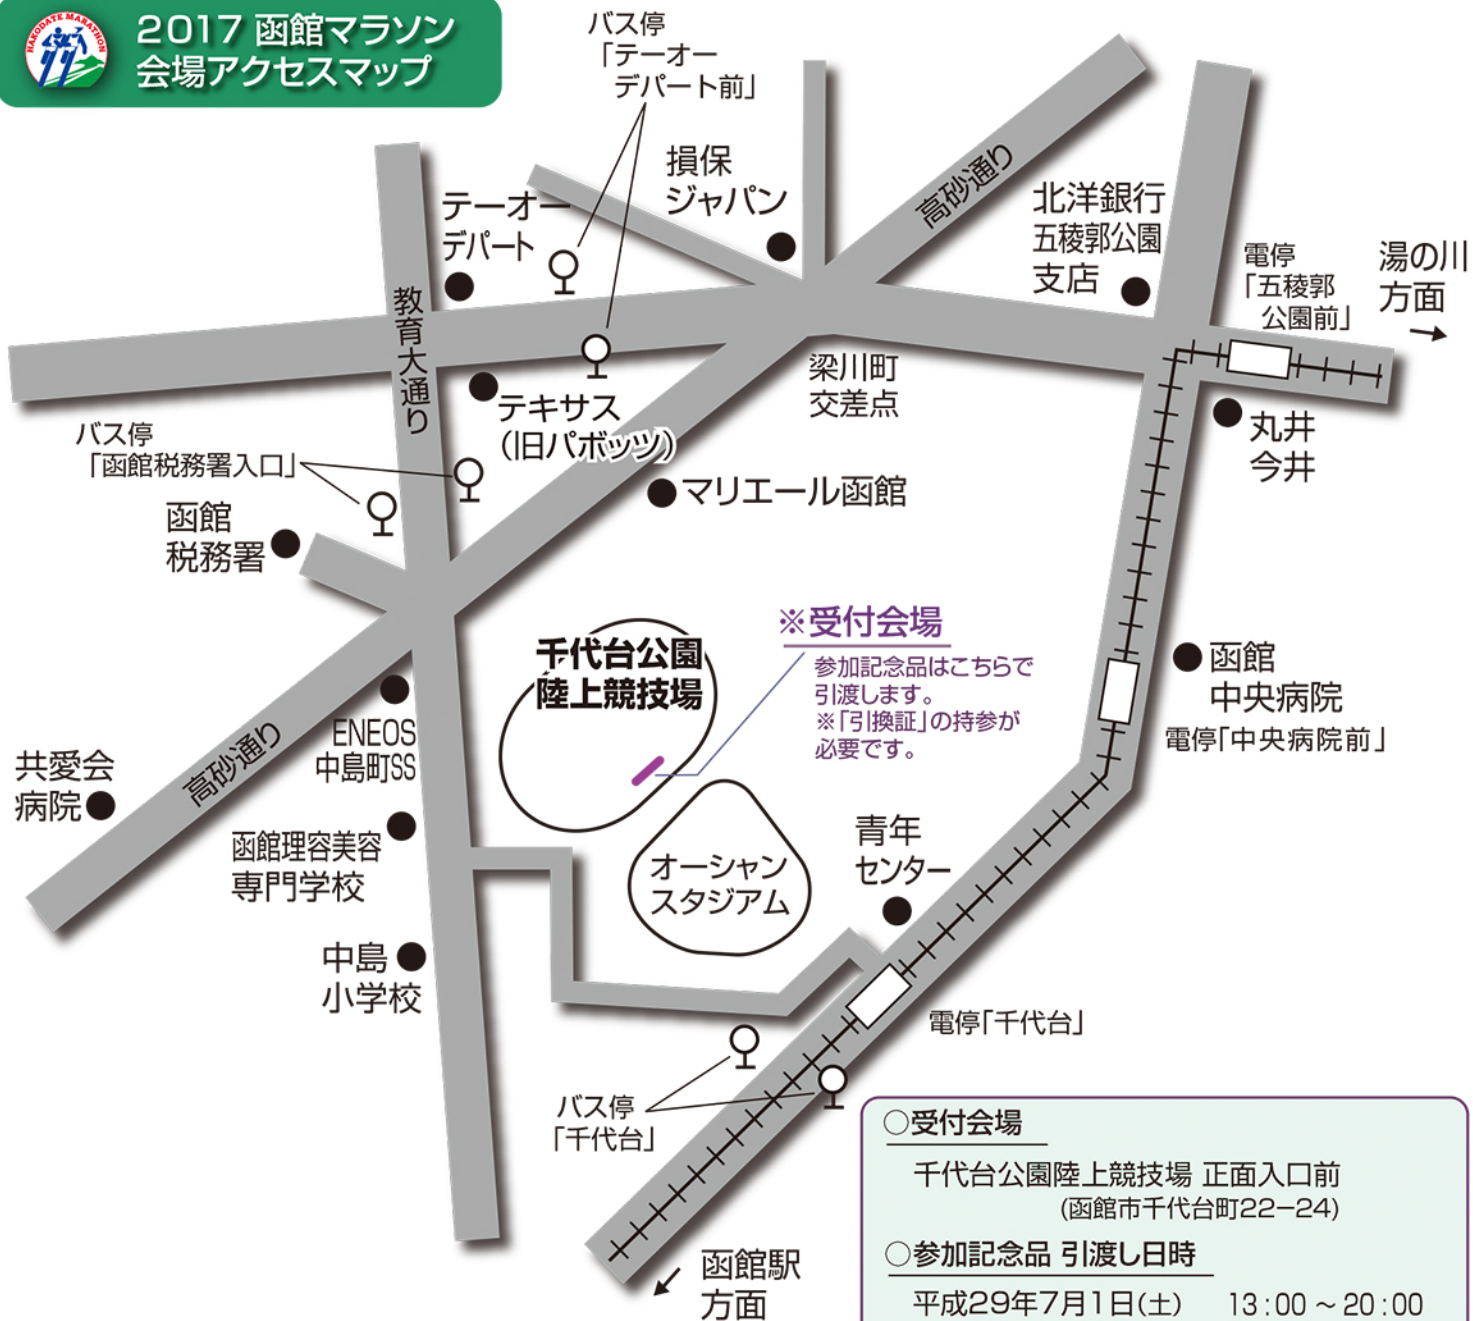 HAKODATE MARATHON
2017 函館マラソン
会場アクセスマップ
バス停
「テーオー
デパート前」
損保
ジャパン
高砂通り
テーオー
デパート
北洋銀行
五稜郭公園
支店
電停
「五稜郭
公園前」
湯の川
方面
教育大通り
梁川町
交差点
テキサス
(旧パボッツ)
丸井
今井
バス停
「函館税務署入口」
マリエール函館
函館
税務署
千代台公園
陸上競技場
※受付会場
参加記念品はこちらで
引渡します。
※「引換証」の持参が
必要です。
函館
中央病院
電停「中央病院前」
ENEOS
中島町SS
高砂通り
共愛会
病院
函館理容美容
専門学校
オーシャン
スタジアム
青年
センター
中島
小学校
電停「千代台」
バス停
「千代台」
函館駅
方面
○受付会場
千代台公園陸上競技場 正面入口前
(函館市千代台町22−24)
○参加記念品 引渡し日時
平成29年7月1日(土) 13:00 ~ 20:00